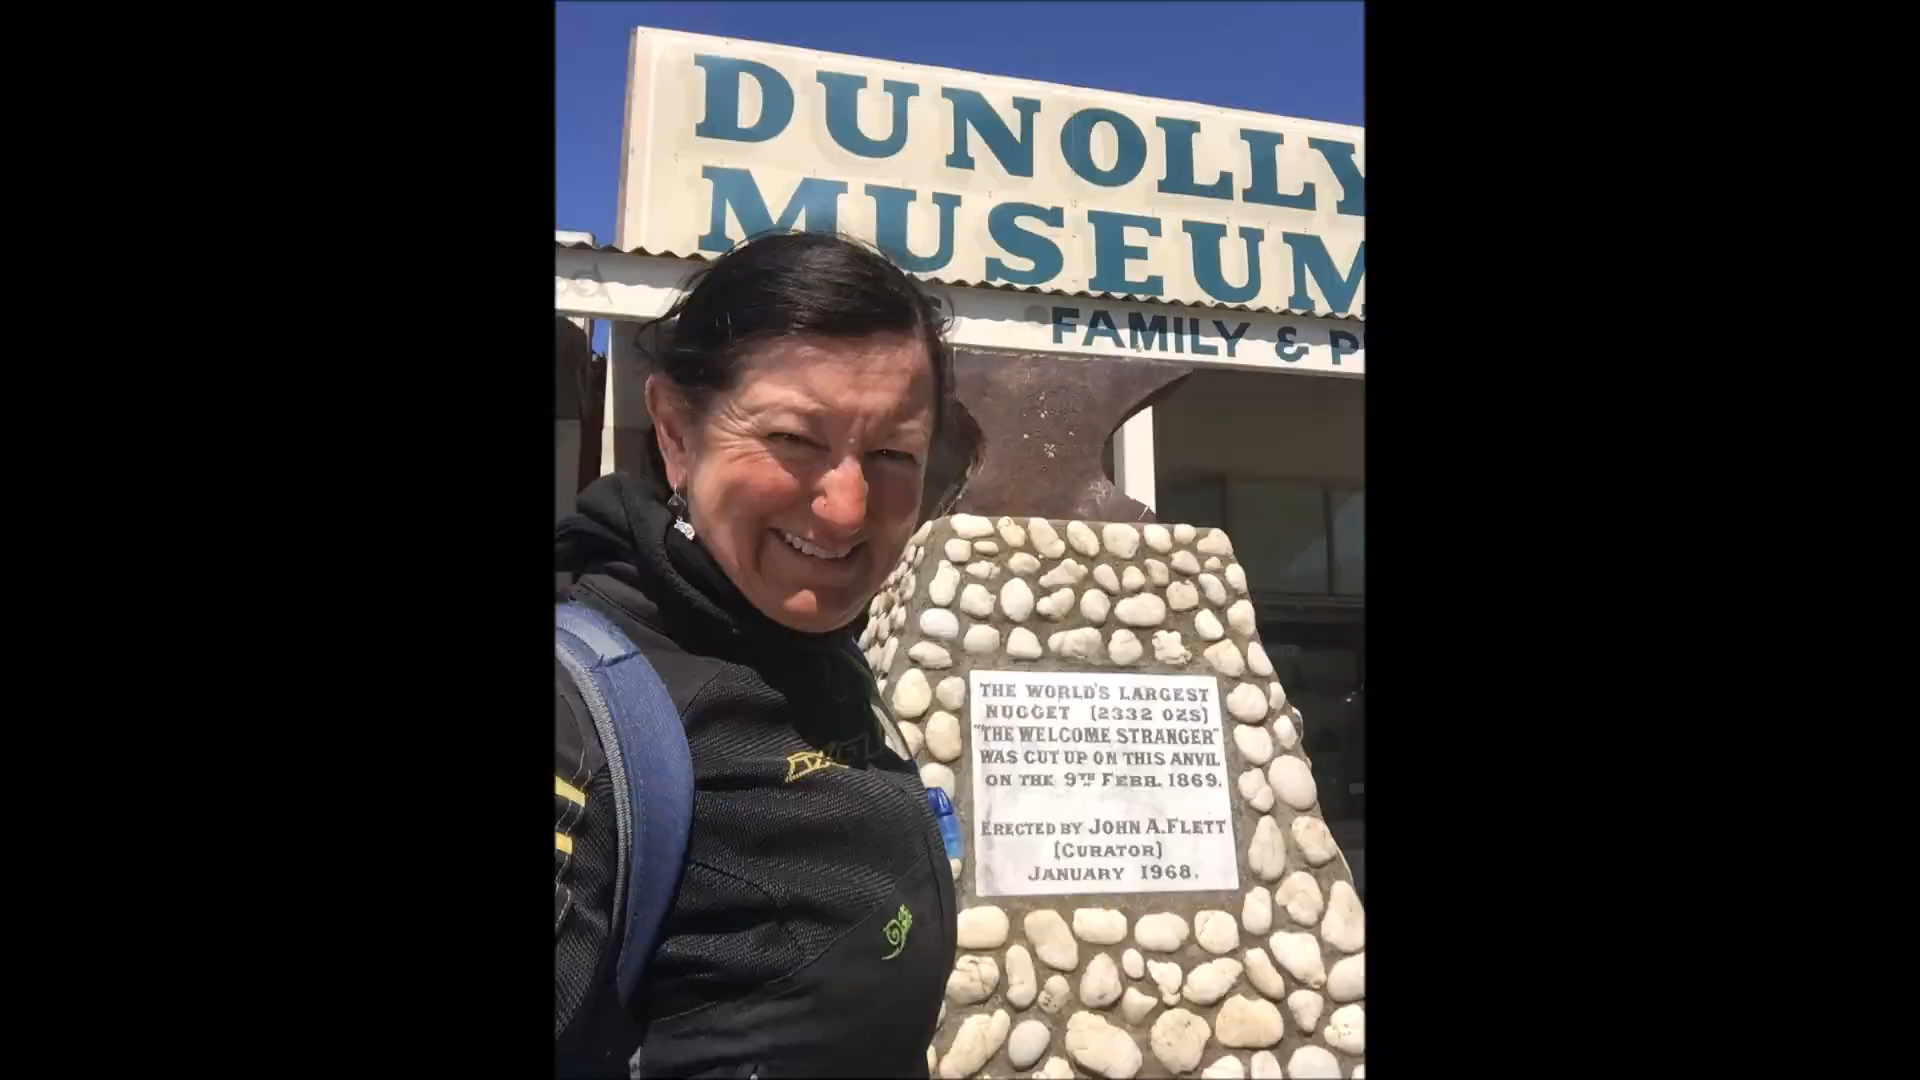 DUNOLLY
MUSEUM
FAMILY & P
THE WORLD'S LARGEST
NUGGET (2332 OZS)
"THE WELCOME STRANGER"
WAS CUT UP ON THIS ANVIL
ON THE 9TH FEBR. 1869.
ERECTED BY JOHN A. FLETT
(CURATOR)
JANUARY 1968.